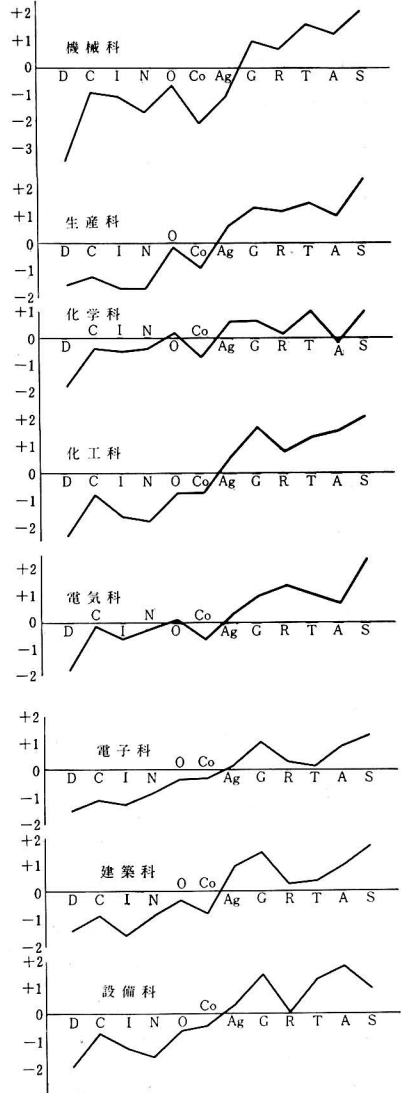 +2
+1
機械科
0
D C I N O Co Ag G R T A S
−1
−2
−3
+2
+1
生産科
O
0
D C I N Co Ag G R T A S
−1
−2
化学科
+1
C I N Co
0
D O Ag G R T A S
−1
−2
+2
+1
化工科
0
D C I N O Co Ag G R T A S
−1
−2
+2
+1
電気科
C N Co
0
D I O Ag G R T A S
−1
−2
+2
+1
電子科
O Co
0
D C I N Ag G R T A S
−1
−2
+2
+1
建築科
O Co
0
D C I N Ag G R T A S
−1
−2
+2
+1
設備科
Co
0
D C I N O Ag G R T A S
−1
−2